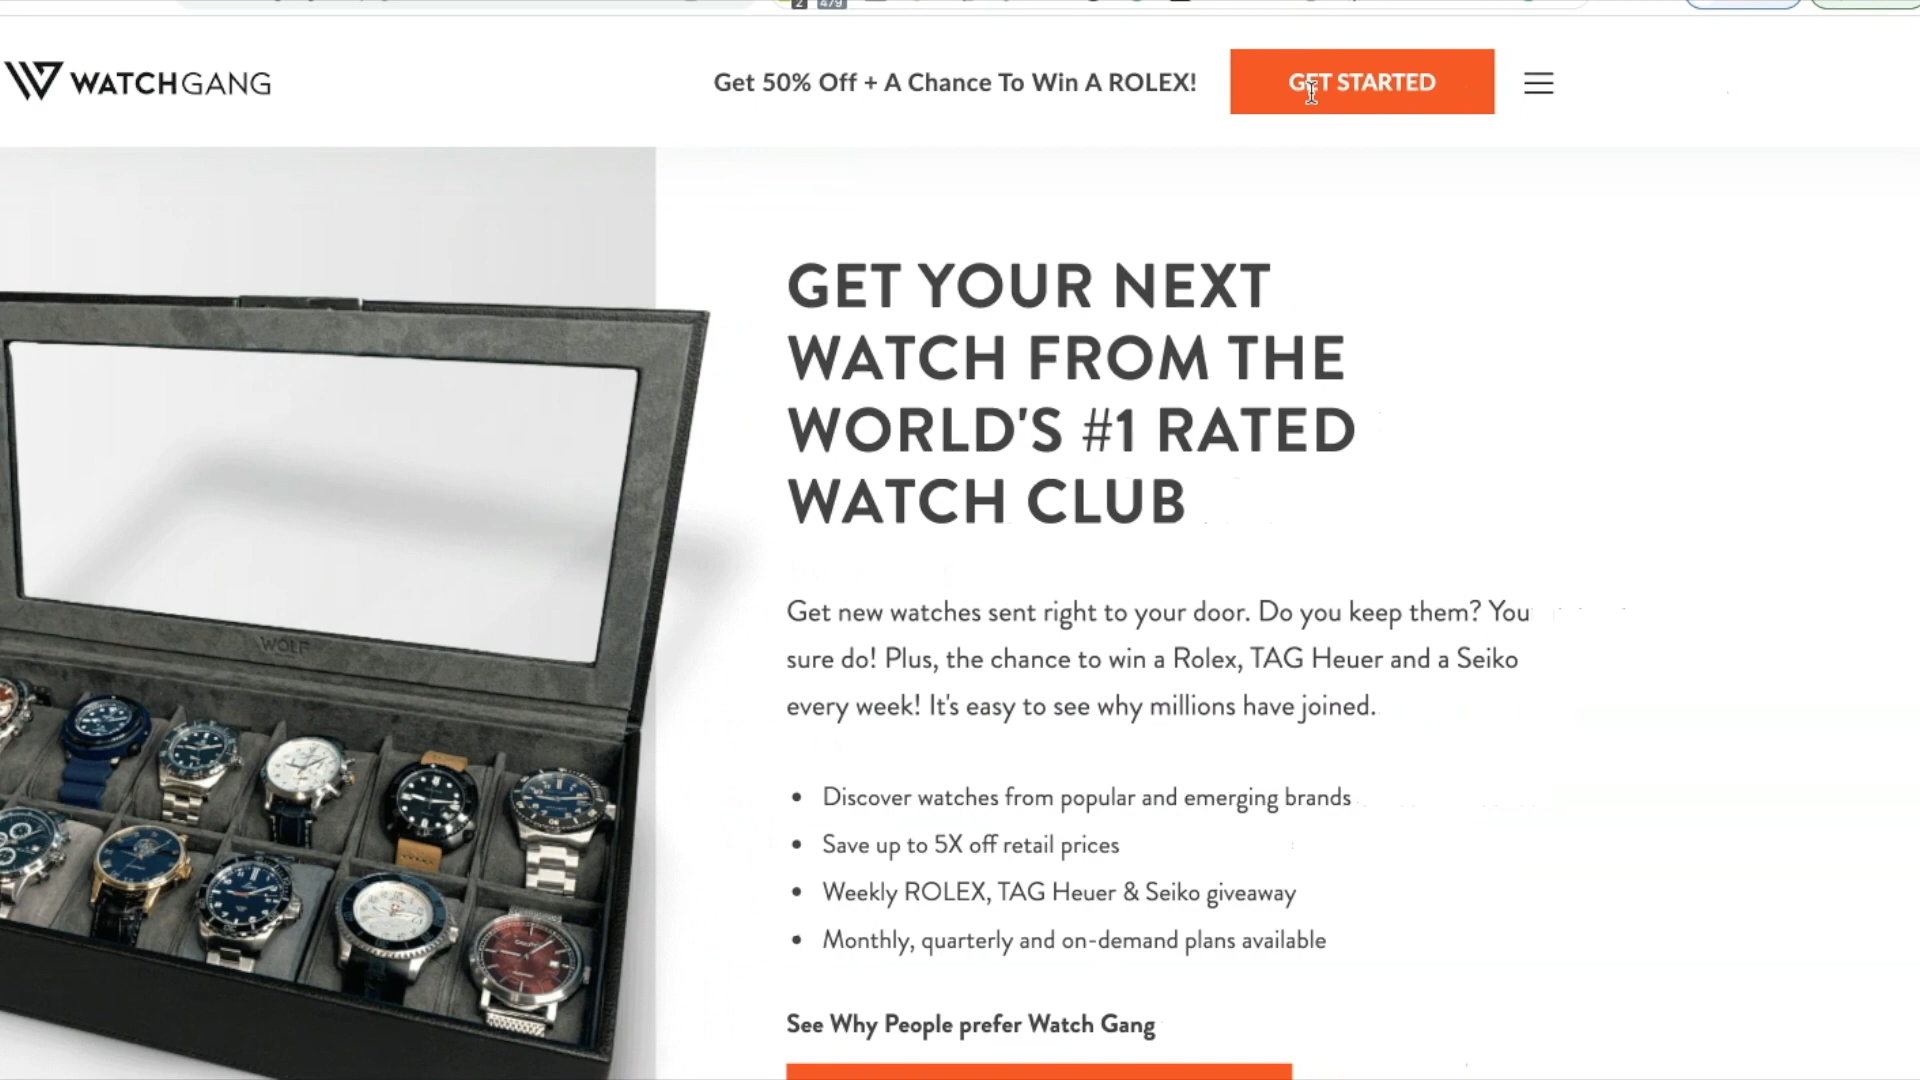 2 479
WATCHGANG
Get 50% Off + A Chance To Win A ROLEX!
GET STARTED
GET YOUR NEXT
WATCH FROM THE
WORLD'S #1 RATED
WATCH CLUB
Get new watches sent right to your door. Do you keep them? You
sure do! Plus, the chance to win a Rolex, TAG Heuer and a Seiko
every week! It's easy to see why millions have joined.
• Discover watches from popular and emerging brands
• Save up to 5X off retail prices
• Weekly ROLEX, TAG Heuer & Seiko giveaway
• Monthly, quarterly and on-demand plans available
See Why People prefer Watch Gang
WOLF